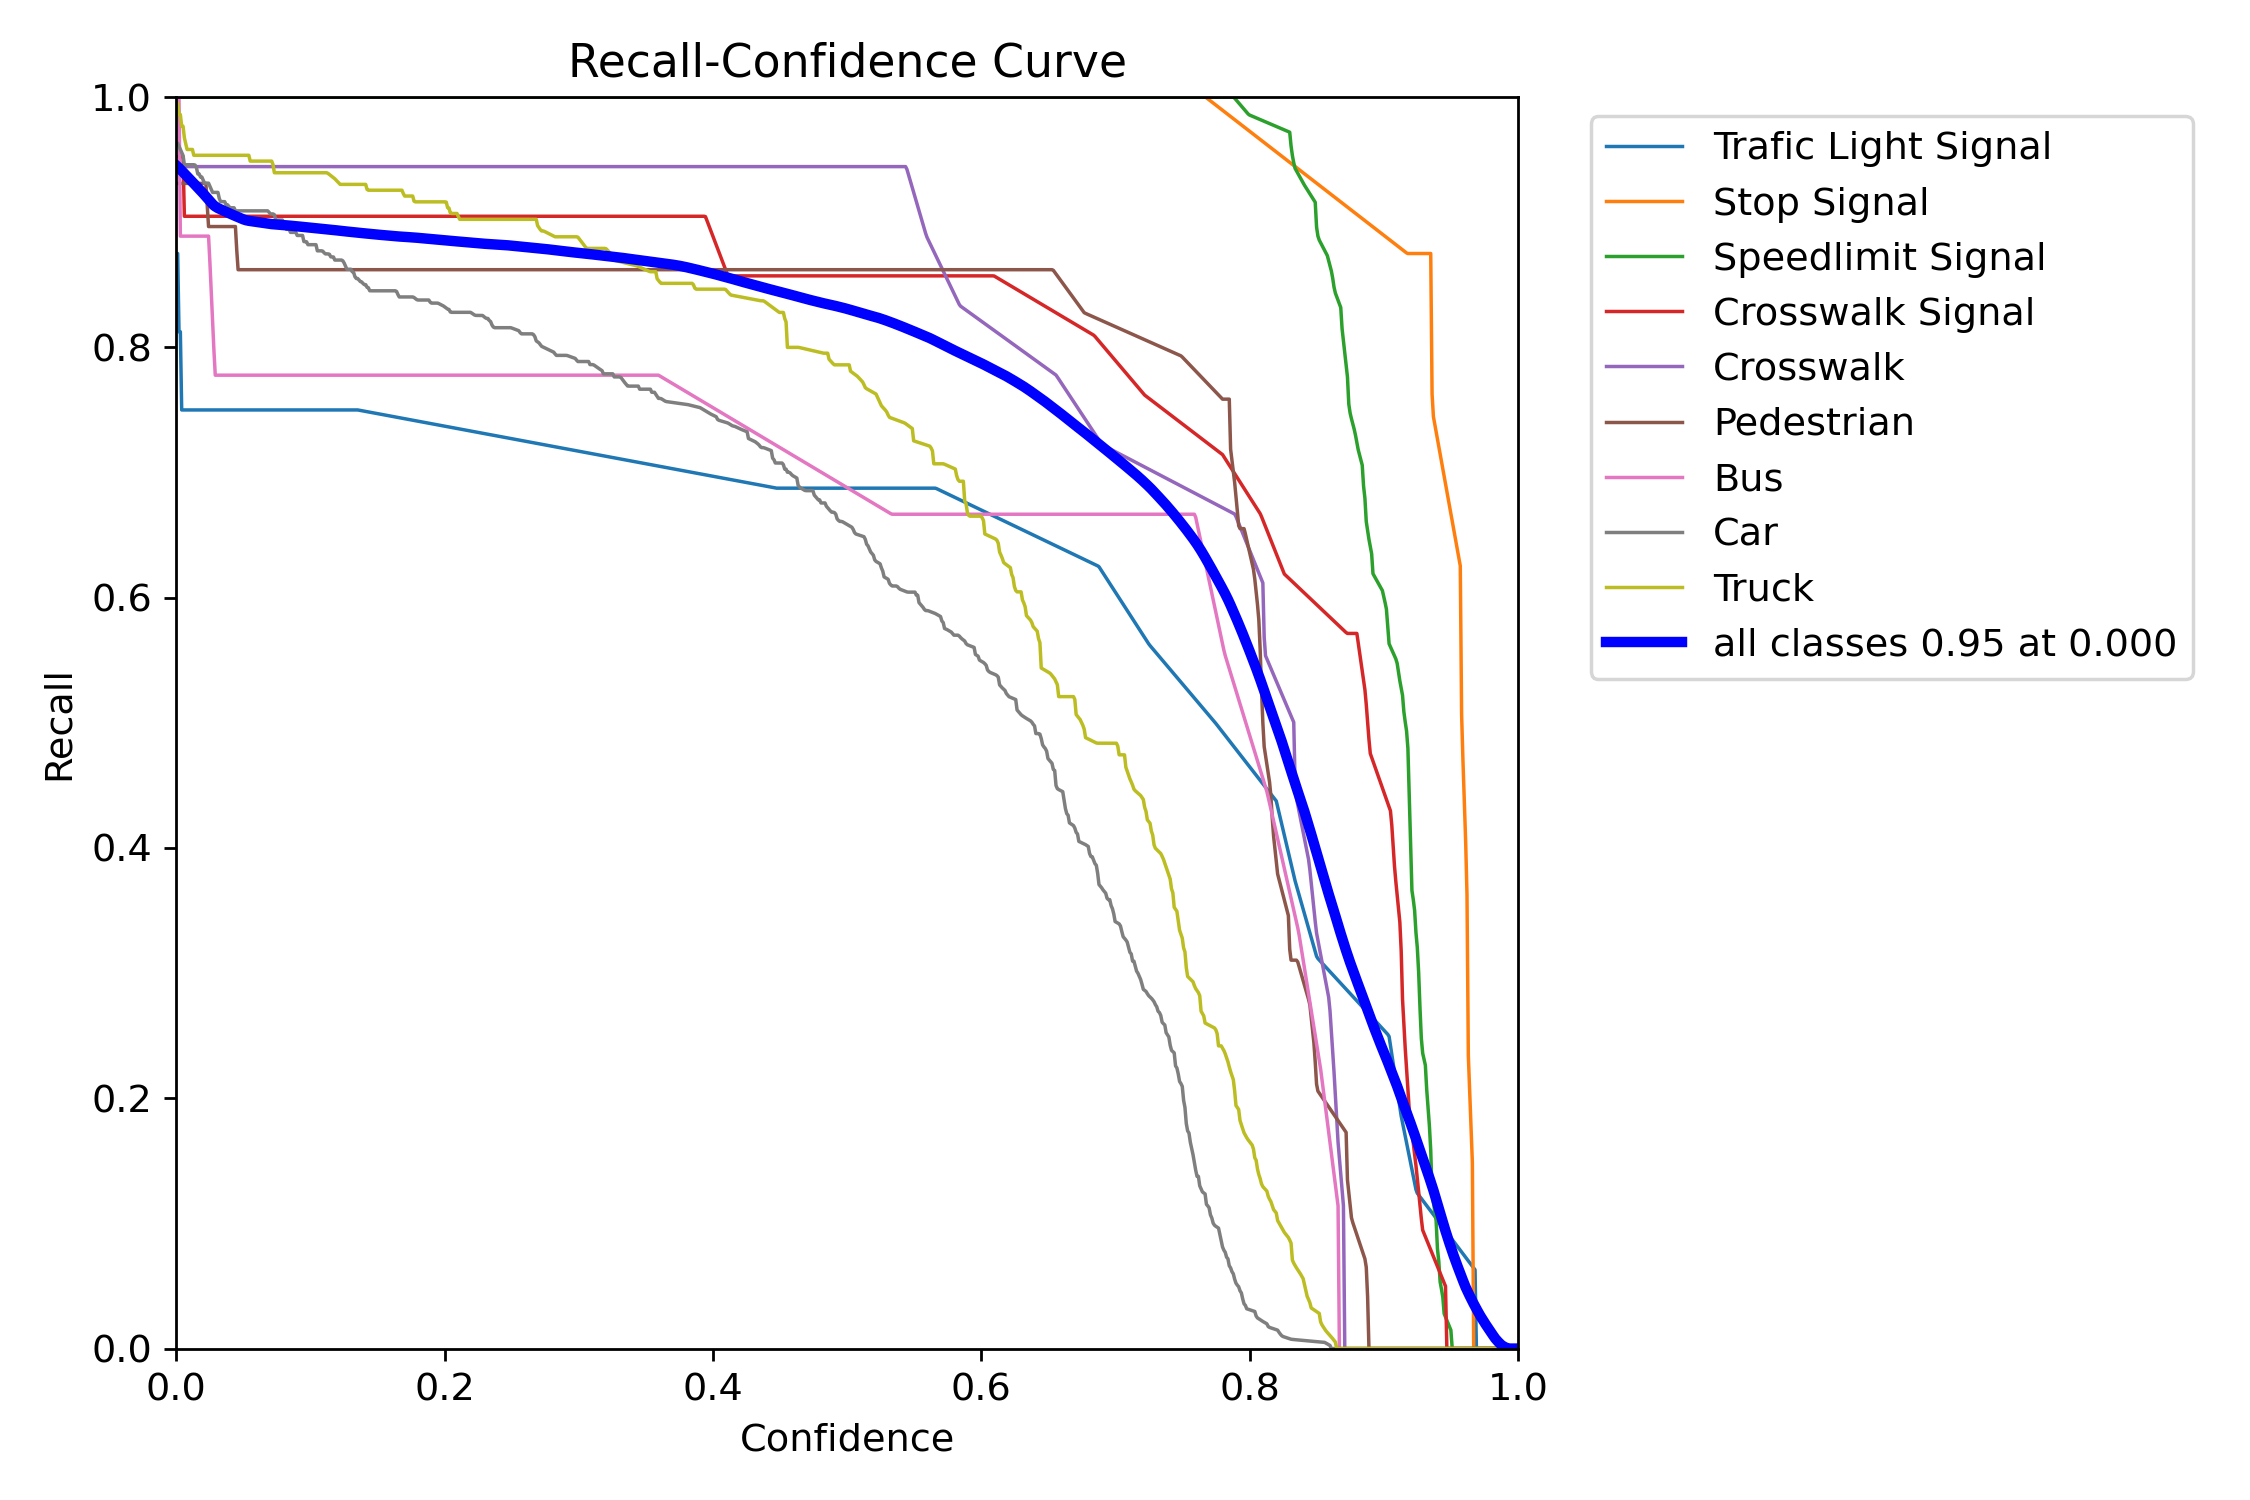 Recall-Confidence Curve
1.0
0.8
0.6
0.4
0.2
0.0
Recall
0.0 0.2 0.4 0.6 0.8 1.0
Confidence
Trafic Light Signal
Stop Signal
Speedlimit Signal
Crosswalk Signal
Crosswalk
Pedestrian
Bus
Car
Truck
all classes 0.95 at 0.000